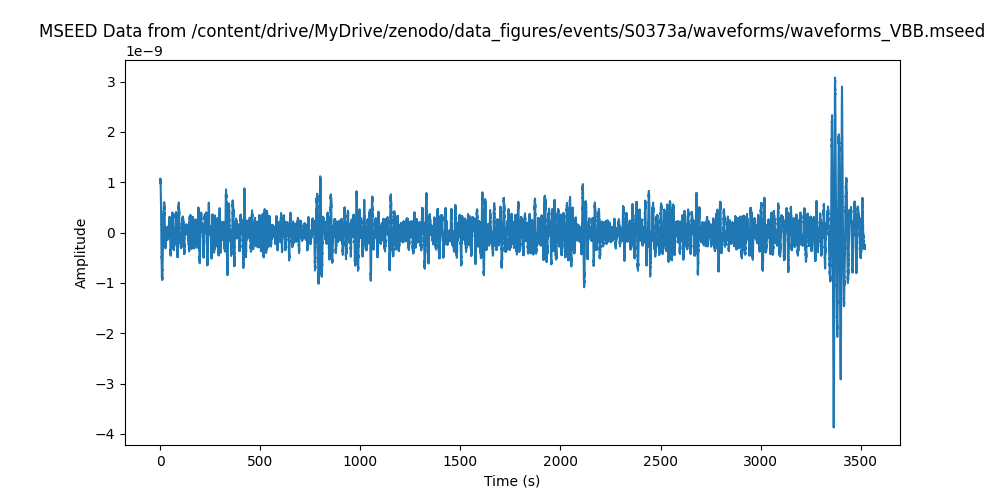 MSEED Data from /content/drive/MyDrive/zenodo/data_figures/events/S0373a/waveforms/waveforms_VBB.mseed
1e−9
3
2
1
0
−1
−2
−3
−4
Amplitude
0 500 1000 1500 2000 2500 3000 3500
Time (s)